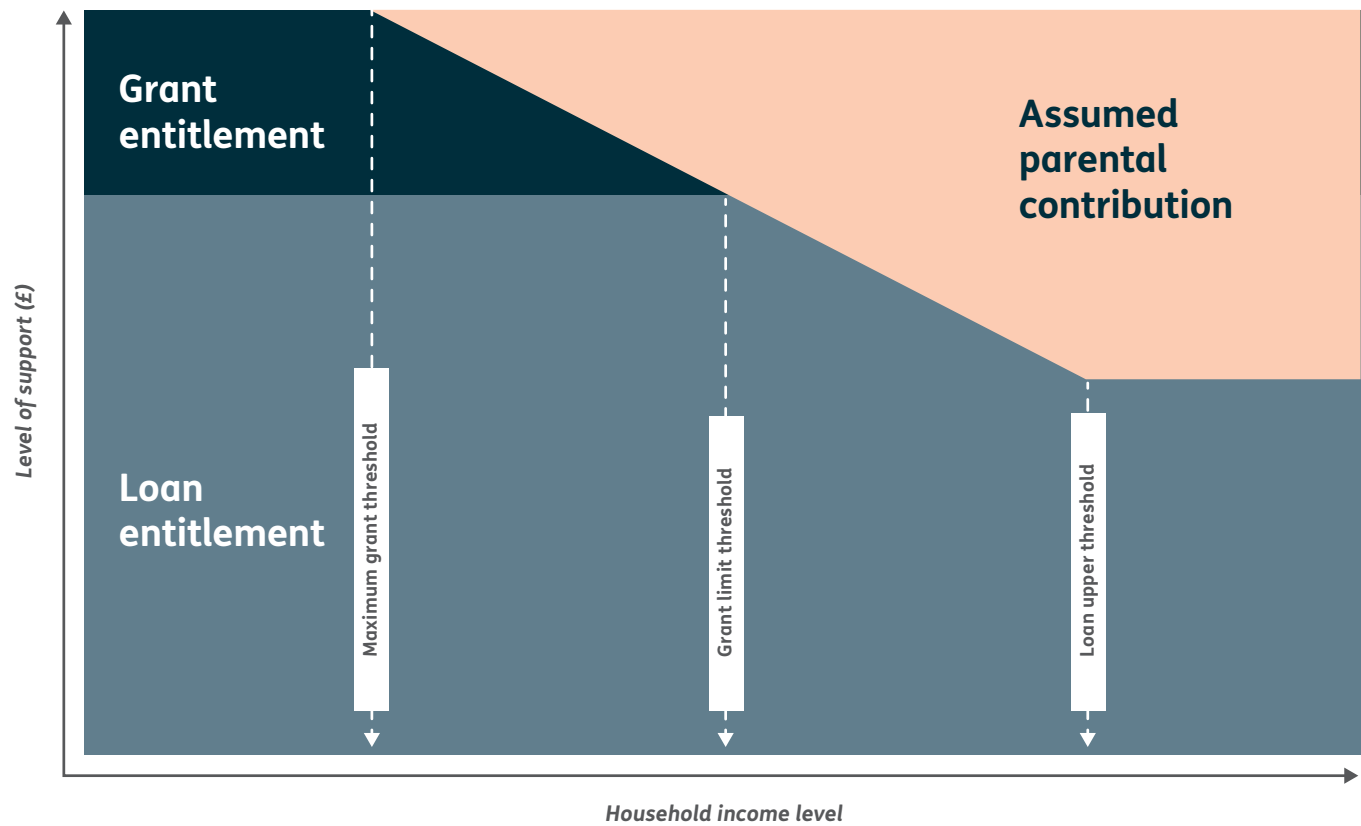 Grant
entitlement
Assumed
parental
contribution
Level of support (£)
Loan
entitlement
Maximum grant threshold
Grant limit threshold
Loan upper threshold
Household income level